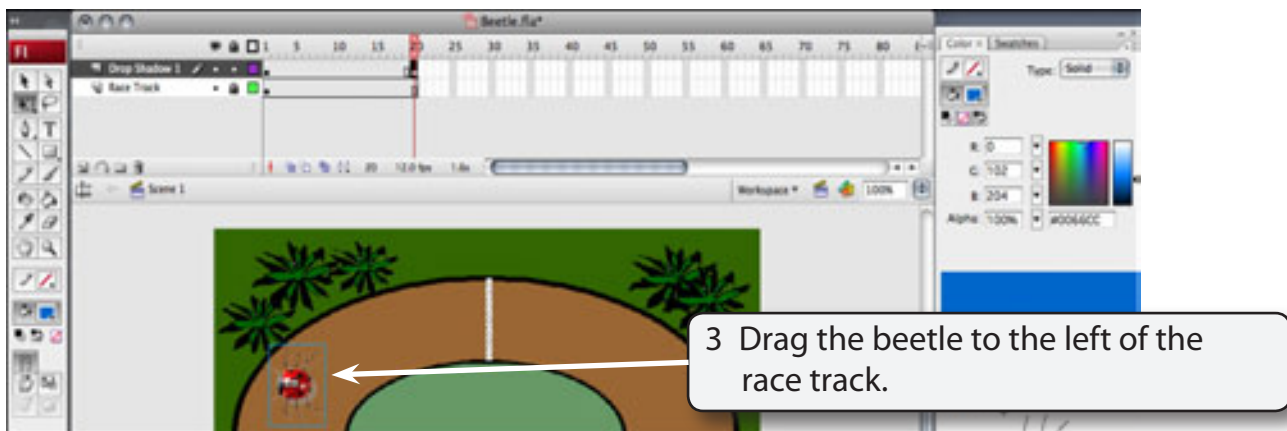 Beetle.fla*
Fl
1 5 10 15 20 25 30 35 40 45 50 55 60 65 70 75 80
Drop Shadow 1
Race Track
20 12.0 fps 1.6s
Scene 1
Workspace
100%
Color x Swatches
Type: Solid
R: 0
G: 102
B: 204
Alpha: 100%
#0066CC
3 Drag the beetle to the left of the
race track.